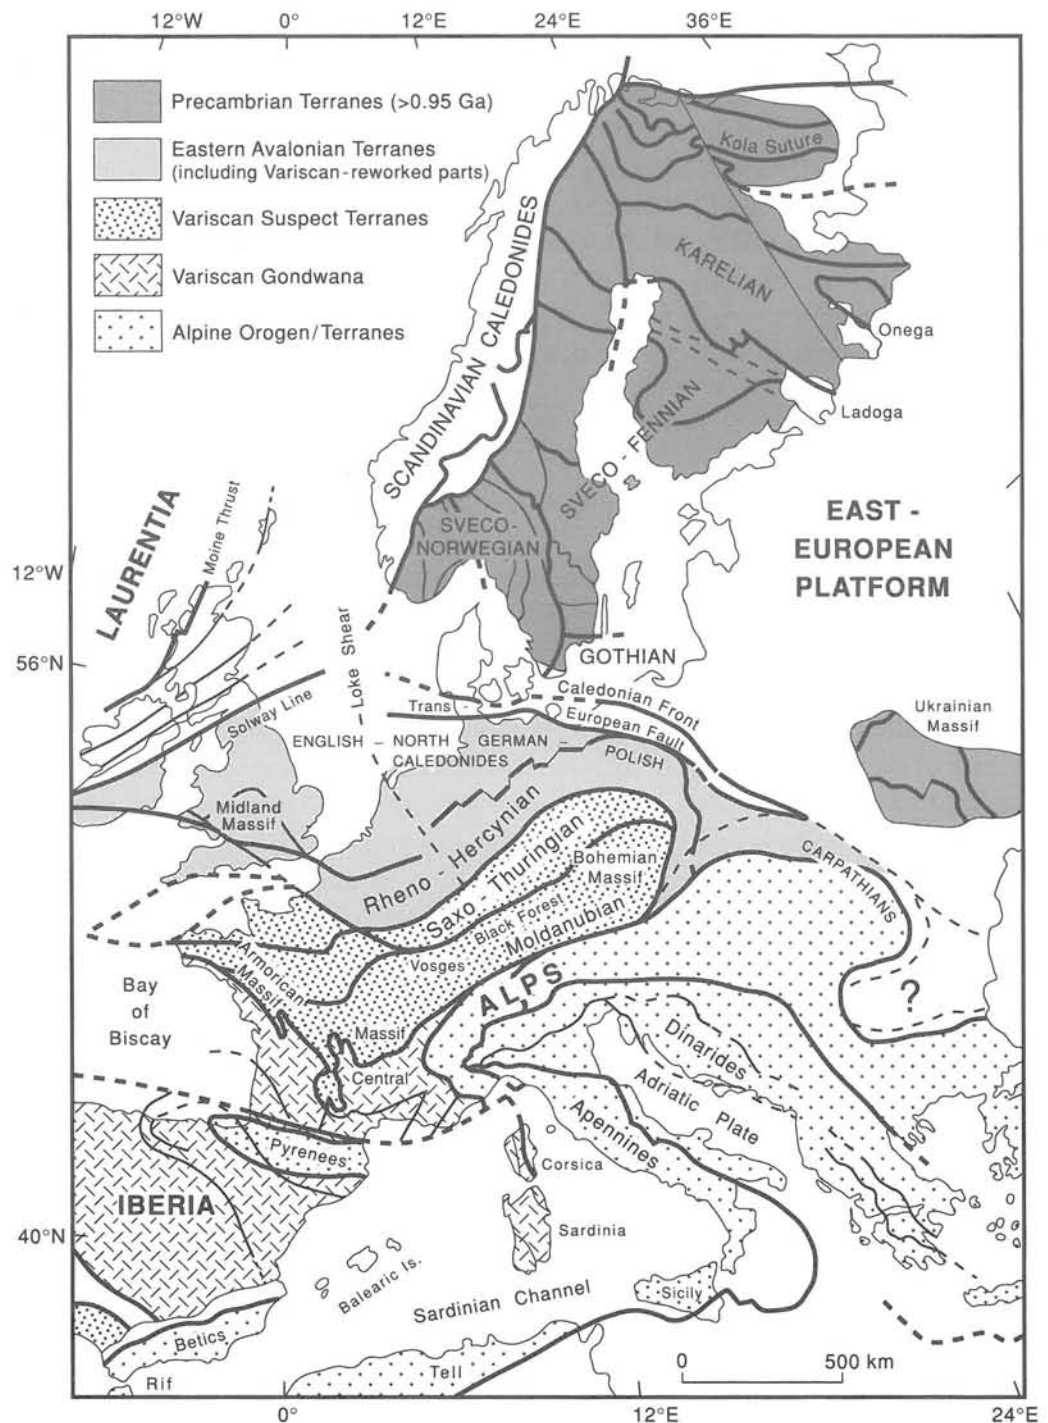 12°W 0° 12°E 24°E 36°E
Precambrian Terranes (>0.95 Ga)
Eastern Avalonian Terranes
(including Variscan-reworked parts)
Variscan Suspect Terranes
Variscan Gondwana
Alpine Orogen/Terranes
Kola Suture
KARELIAN
Onega
Ladoga
SCANDINAVIAN CALEDONIDES
SVECO-FENNIAN
SVECO-
NORWEGIAN
EAST-
EUROPEAN
PLATFORM
LAURENTIA
Moine Thrust
12°W
56°N
Loke Shear
GOTHIAN
Solway Line
Trans-
European Fault
Caledonian Front
Ukrainian
Massif
ENGLISH - NORTH GERMAN -
CALEDONIDES
POLISH
Midland
Massif
Rheno - Hercynian
Saxo - Thuringian
Bohemian
Massif
Black Forest
Moldanubian
Vosges
CARPATHIANS
Armorican
Massif
Bay
of
Biscay
ALPS
?
Massif
Central
Dinarides
Adriatic Plate
Apennines
Pyrenees
Corsica
IBERIA
Sardinia
40°N
Balearic Is.
Sardinian Channel
Sicily
Betics
Rif
Tell
0 500 km
0° 12°E 24°E